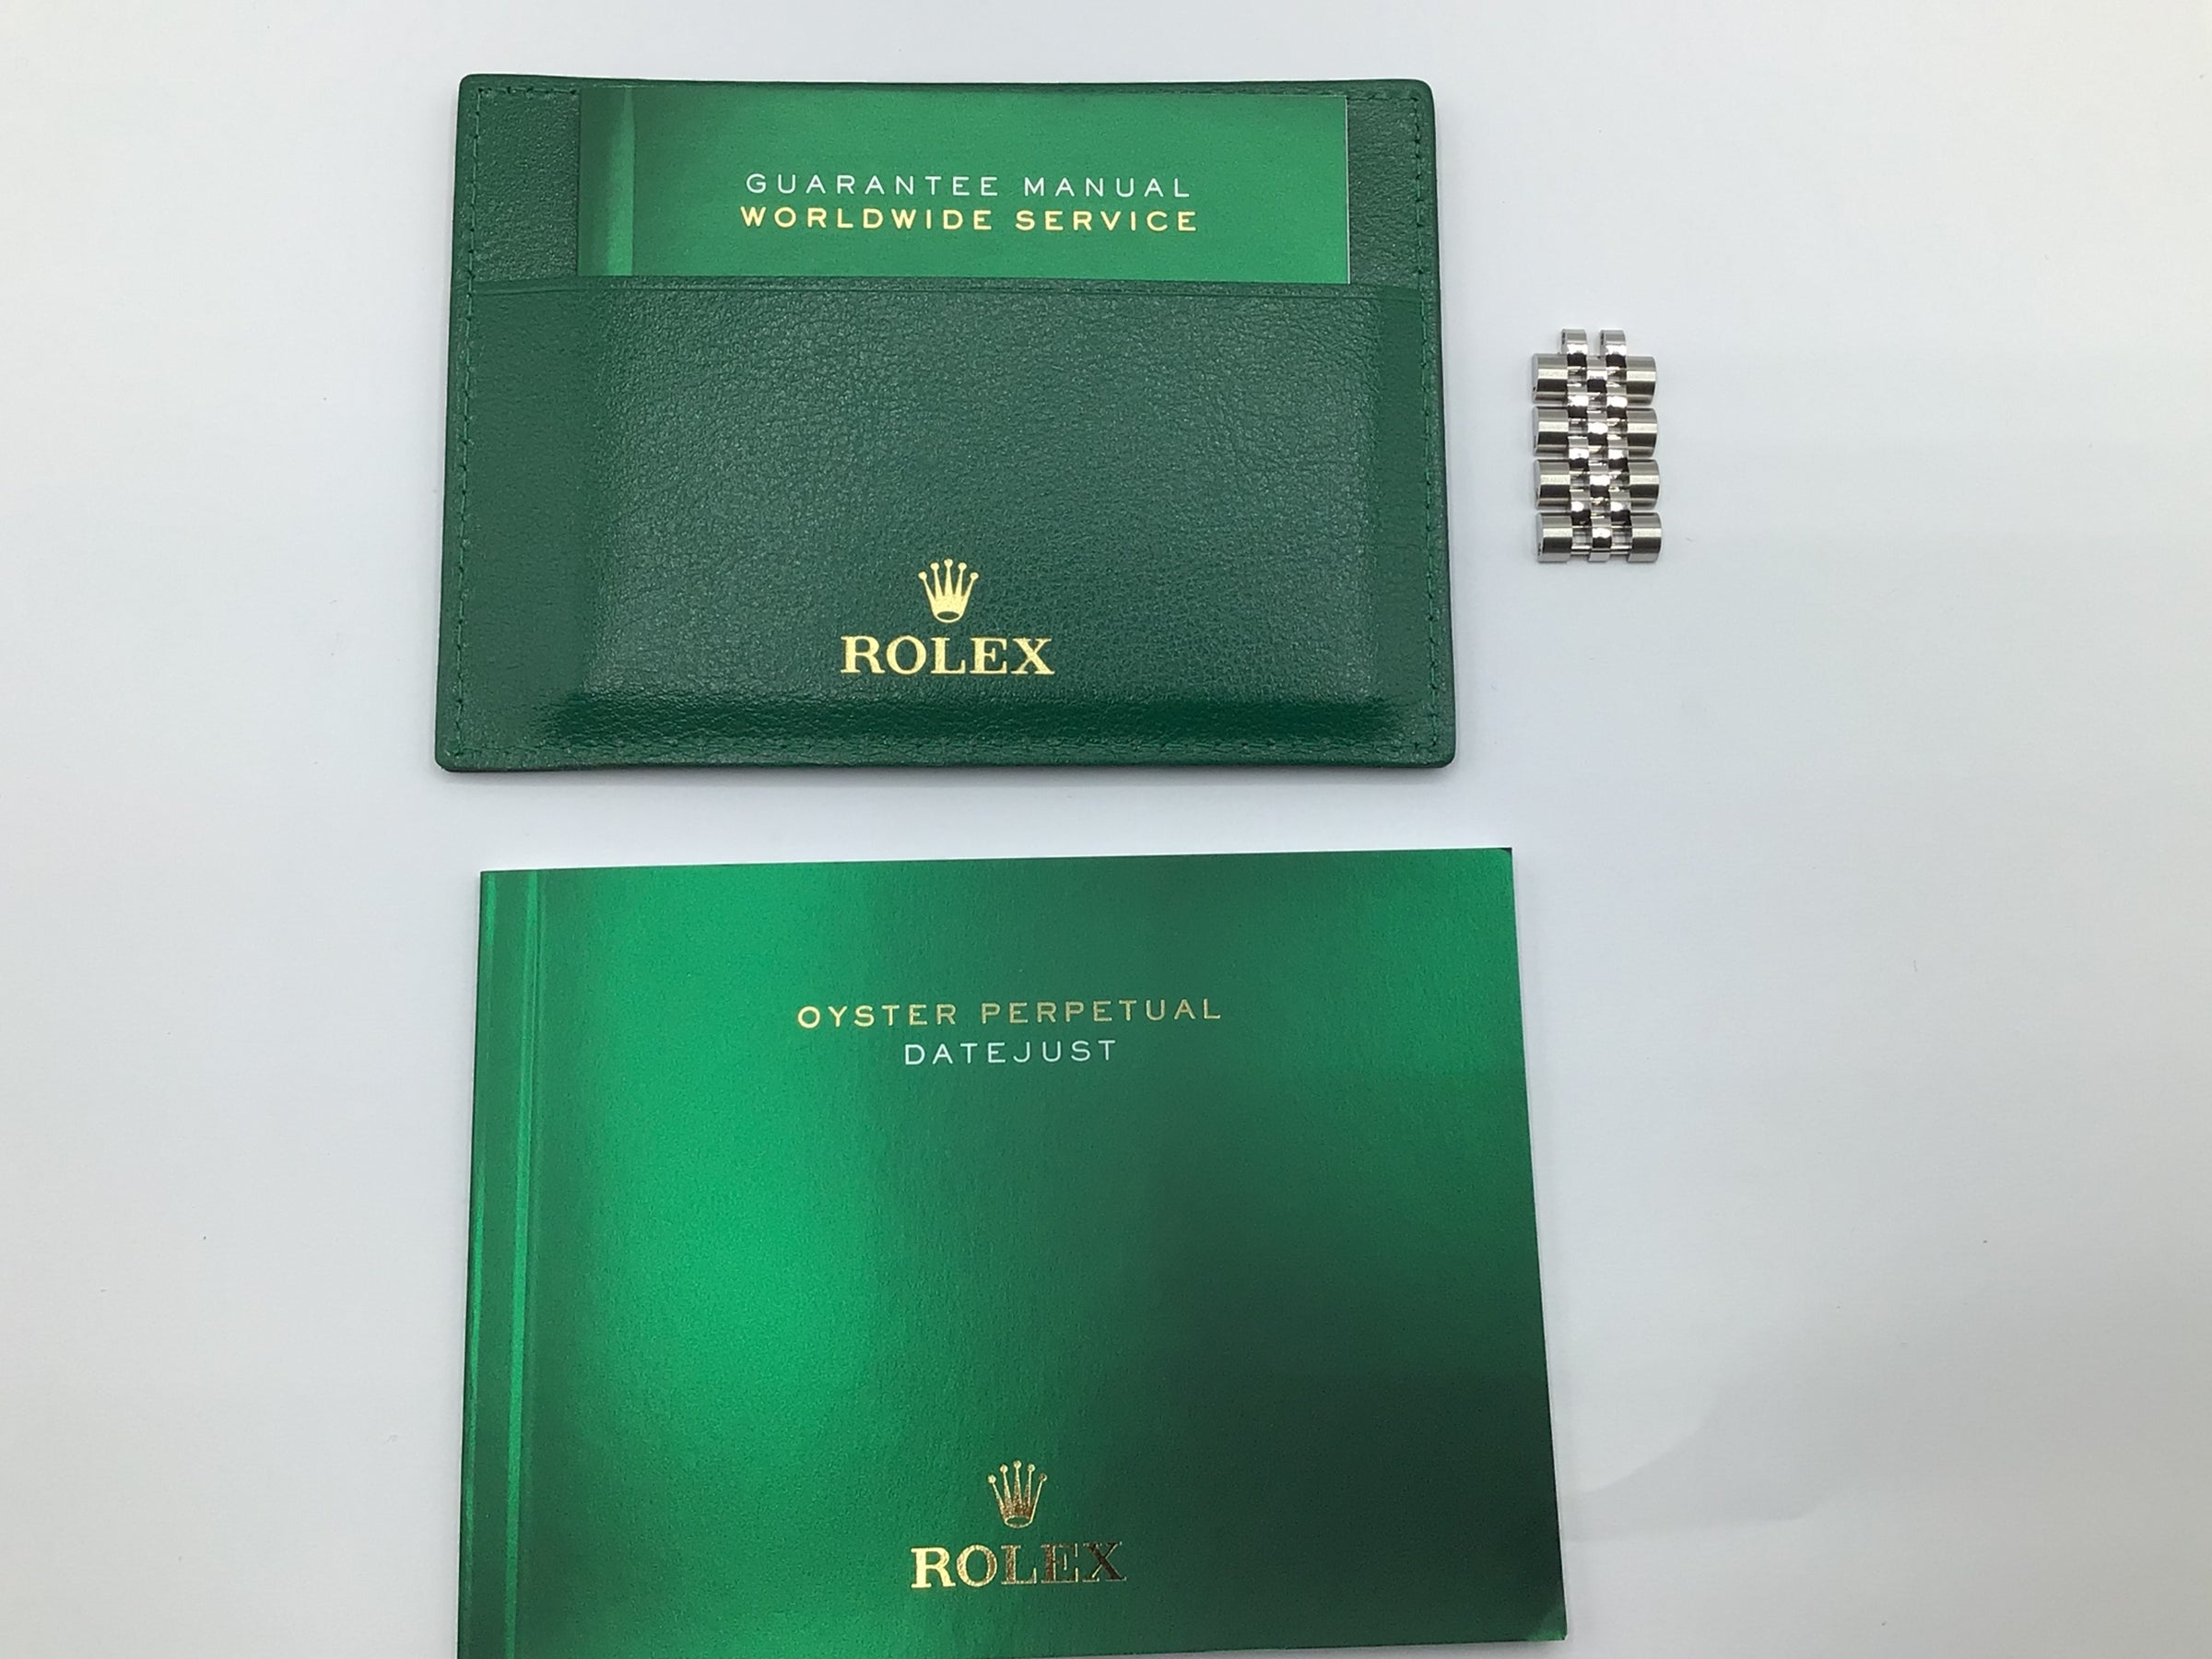 GUARANTEE MANUAL
WORLDWIDE SERVICE
ROLEX
OYSTER PERPETUAL
DATEJUST
ROLEX